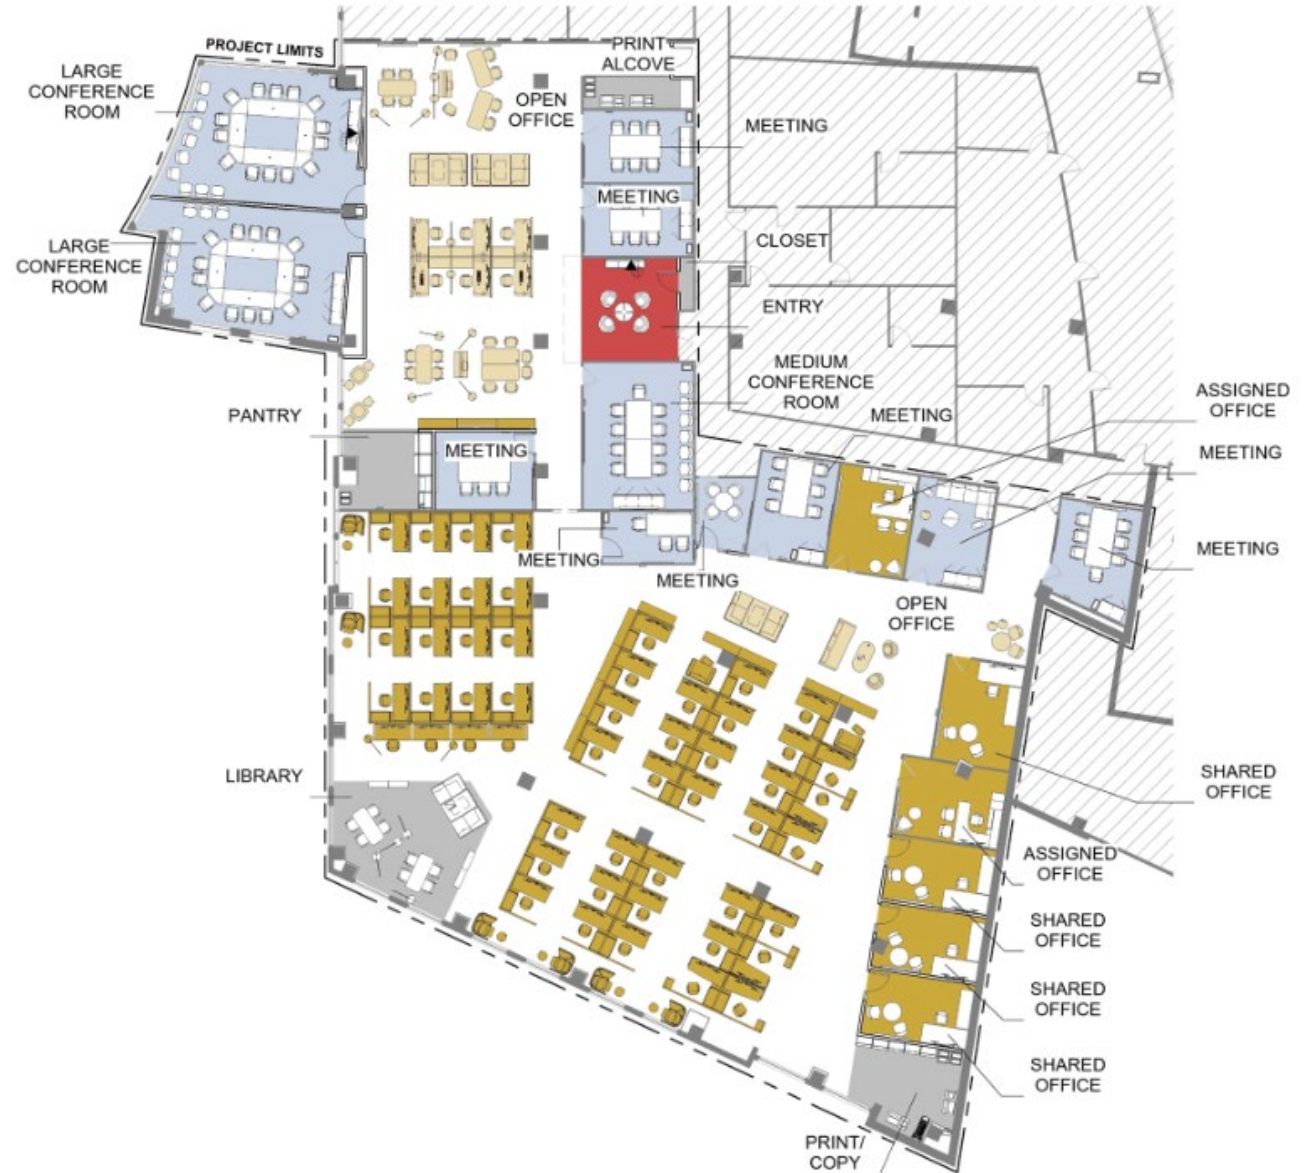 PROJECT LIMITS
LARGE
CONFERENCE
ROOM
PRINT
ALCOVE
OPEN
OFFICE
MEETING
MEETING
CLOSET
LARGE
CONFERENCE
ROOM
ENTRY
MEDIUM
CONFERENCE
ROOM
ASSIGNED
OFFICE
PANTRY
MEETING
MEETING
MEETING
MEETING
MEETING
MEETING
OPEN
OFFICE
LIBRARY
SHARED
OFFICE
ASSIGNED
OFFICE
SHARED
OFFICE
SHARED
OFFICE
SHARED
OFFICE
PRINT/
COPY